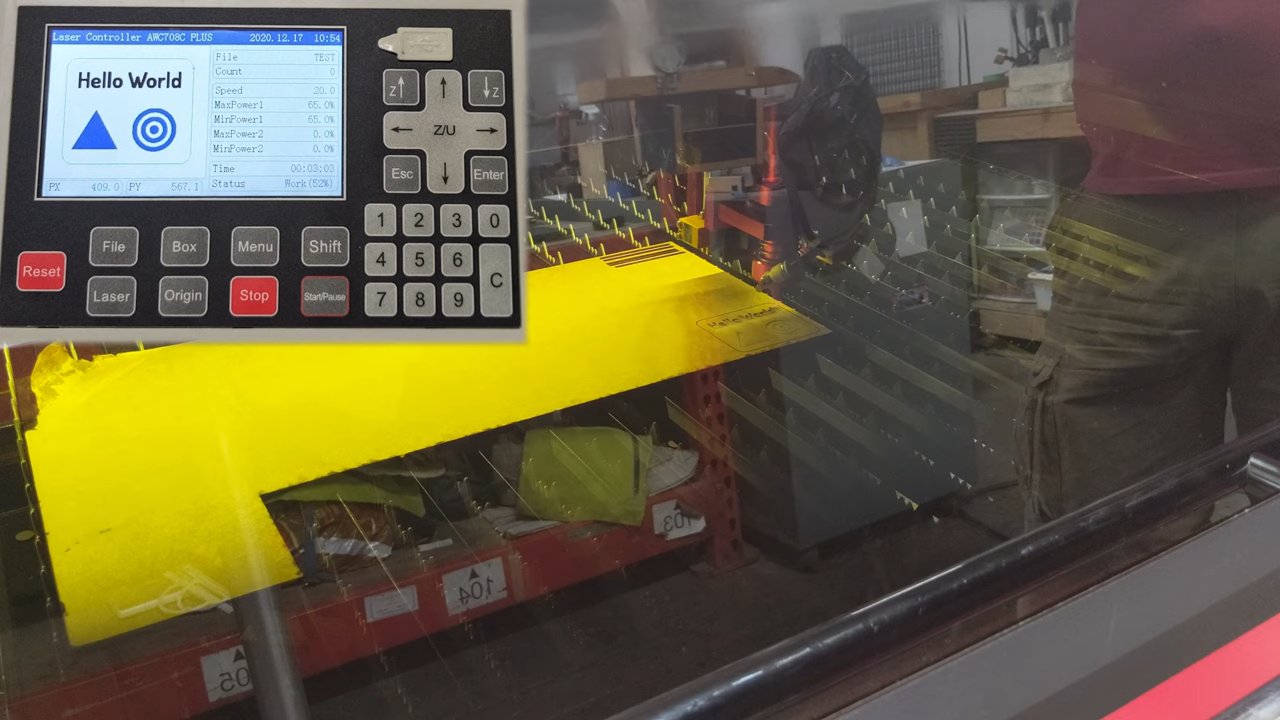 Laser Controller AWC708C PLUS 2020.12.17 10:54
Hello World
File TEST
Count 0
Speed 20.0
MaxPower1 65.0%
MinPower1 65.0%
MaxPower2 0.0%
MinPower2 0.0%
Time 00:03:03
PX 409.0 PY 567.1 Status Work(52%)
Z↑ ↑ ↓Z
← Z/U →
Esc ↓ Enter
1 2 3 0
4 5 6
C
7 8 9
File Box Menu Shift
Reset
Laser Origin Stop Start/Pause
Hello World
103
104
105